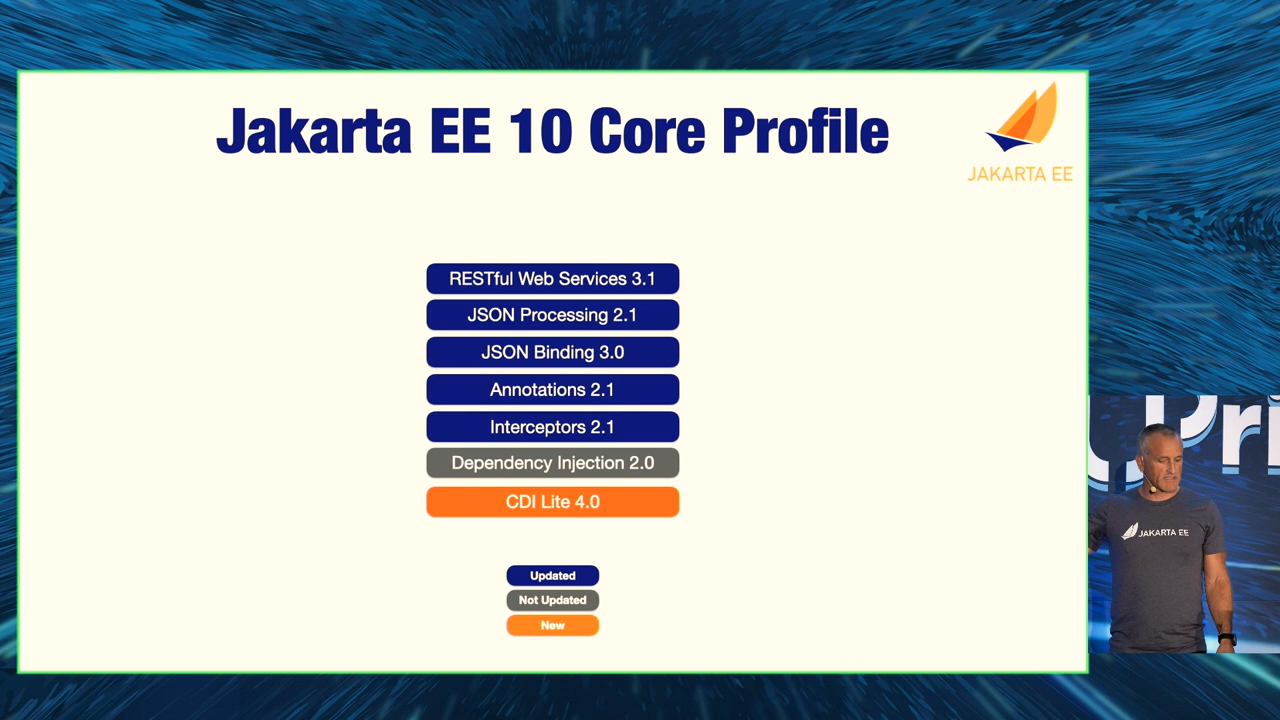 Jakarta EE 10 Core Profile
JAKARTA EE
RESTful Web Services 3.1
JSON Processing 2.1
JSON Binding 3.0
Annotations 2.1
Interceptors 2.1
Dependency Injection 2.0
CDI Lite 4.0
Updated
Not Updated
New
JAKARTA EE